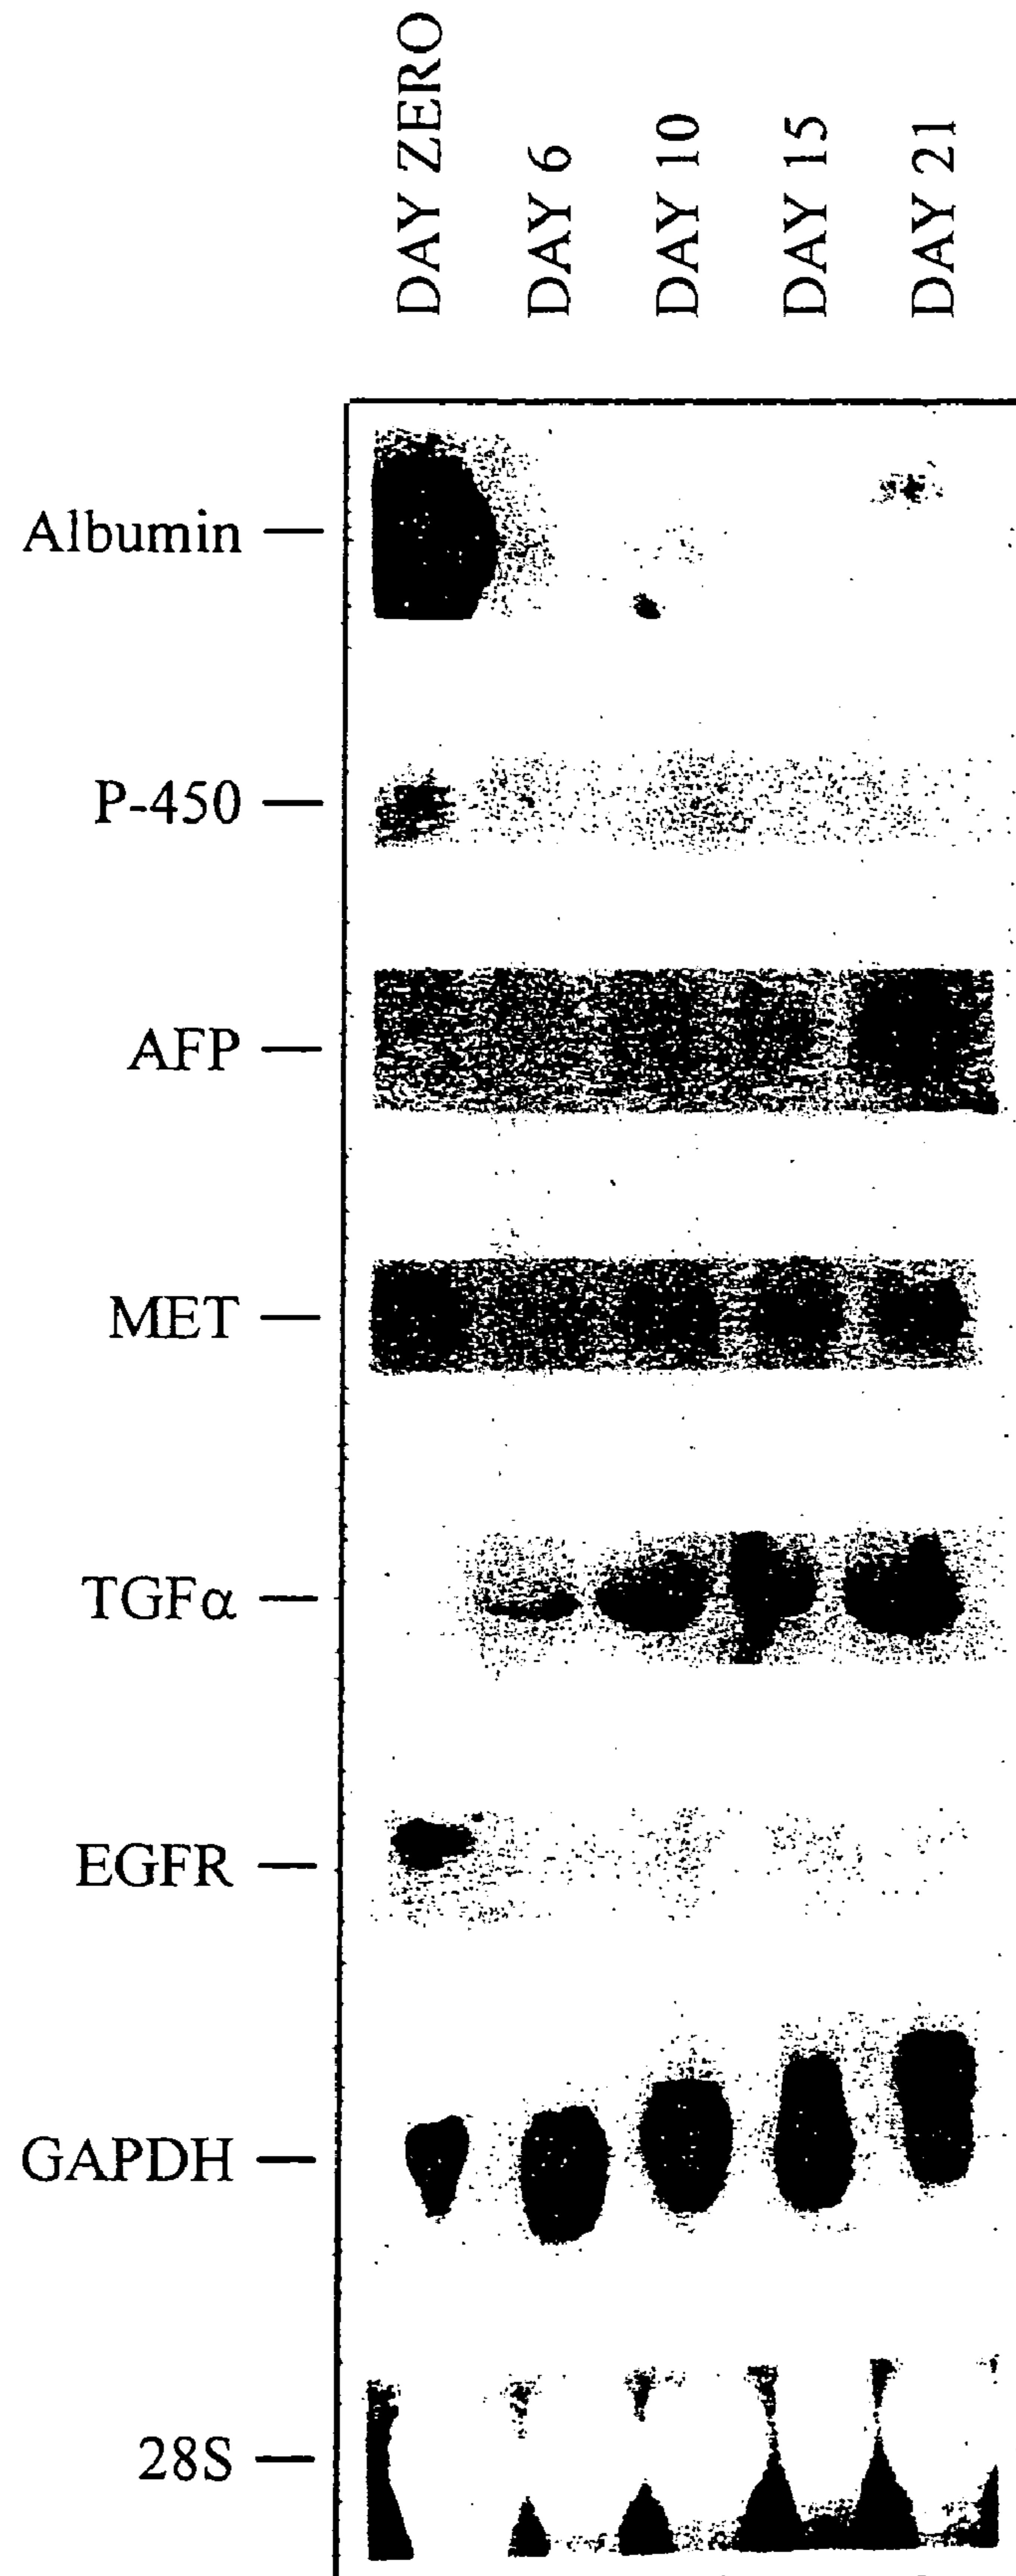 DAY ZERO
DAY 6
DAY 10
DAY 15
DAY 21
Albumin
P-450
AFP
MET
TGFα
EGFR
GAPDH
28S